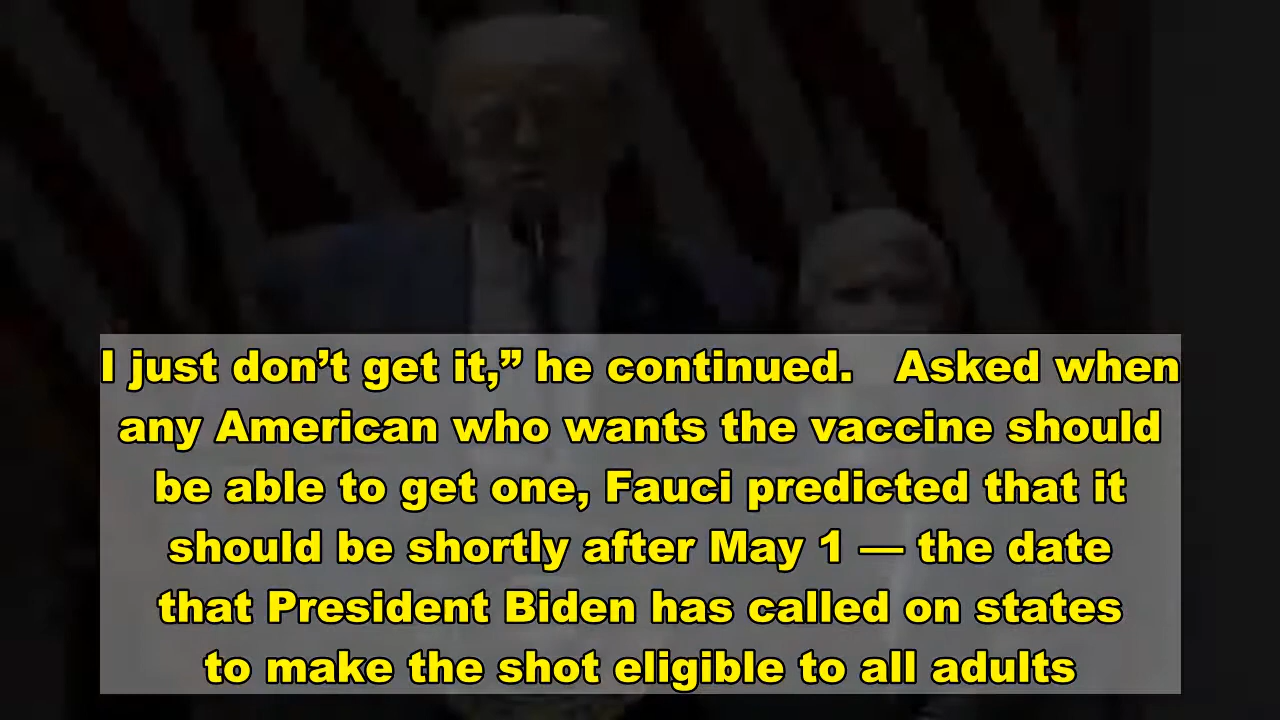 I just don’t get it,” he continued.   Asked when
any American who wants the vaccine should
be able to get one, Fauci predicted that it
should be shortly after May 1 — the date
that President Biden has called on states
to make the shot eligible to all adults